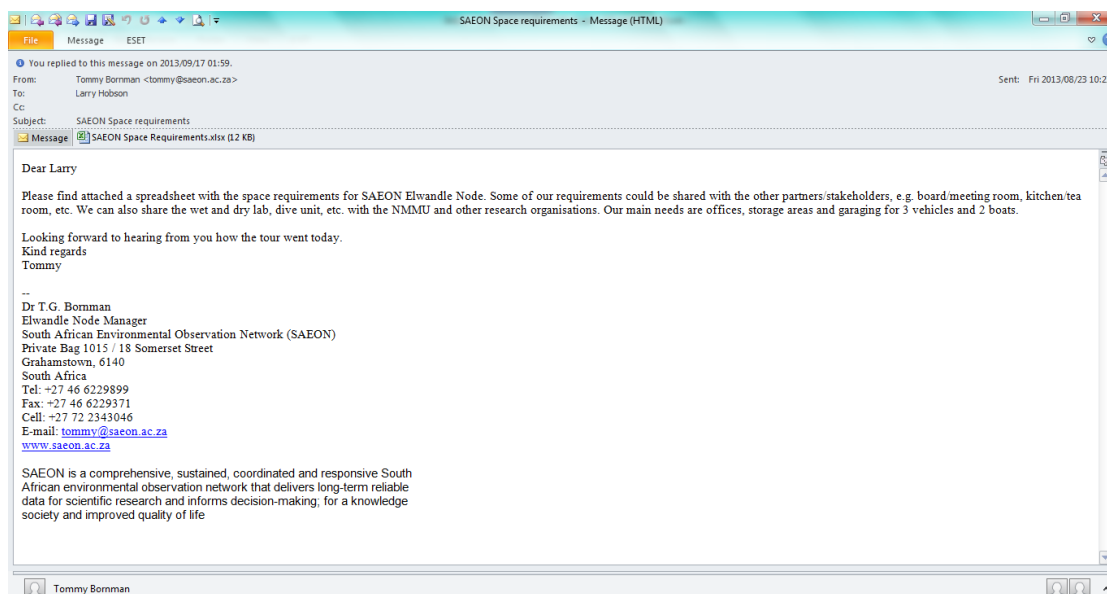 SAEON Space requirements - Message (HTML)
File Message ESET
You replied to this message on 2013/09/17 01:59.
From: Tommy Bornman <tommy@saeon.ac.za> Sent: Fri 2013/08/23 10:2
To: Larry Hobson
Cc:
Subject: SAEON Space requirements
Message SAEON Space Requirements.xlsx (12 KB)
Dear Larry
Please find attached a spreadsheet with the space requirements for SAEON Elwandle Node. Some of our requirements could be shared with the other partners/stakeholders, e.g. board/meeting room, kitchen/tea
room, etc. We can also share the wet and dry lab, dive unit, etc. with the NMMU and other research organisations. Our main needs are offices, storage areas and garaging for 3 vehicles and 2 boats.
Looking forward to hearing from you how the tour went today.
Kind regards
Tommy
--
Dr T.G. Bornman
Elwandle Node Manager
South African Environmental Observation Network (SAEON)
Private Bag 1015 / 18 Somerset Street
Grahamstown, 6140
South Africa
Tel: +27 46 6229899
Fax: +27 46 6229371
Cell: +27 72 2343046
E-mail: tommy@saeon.ac.za
www.saeon.ac.za
SAEON is a comprehensive, sustained, coordinated and responsive South
African environmental observation network that delivers long-term reliable
data for scientific research and informs decision-making; for a knowledge
society and improved quality of life
Tommy Bornman